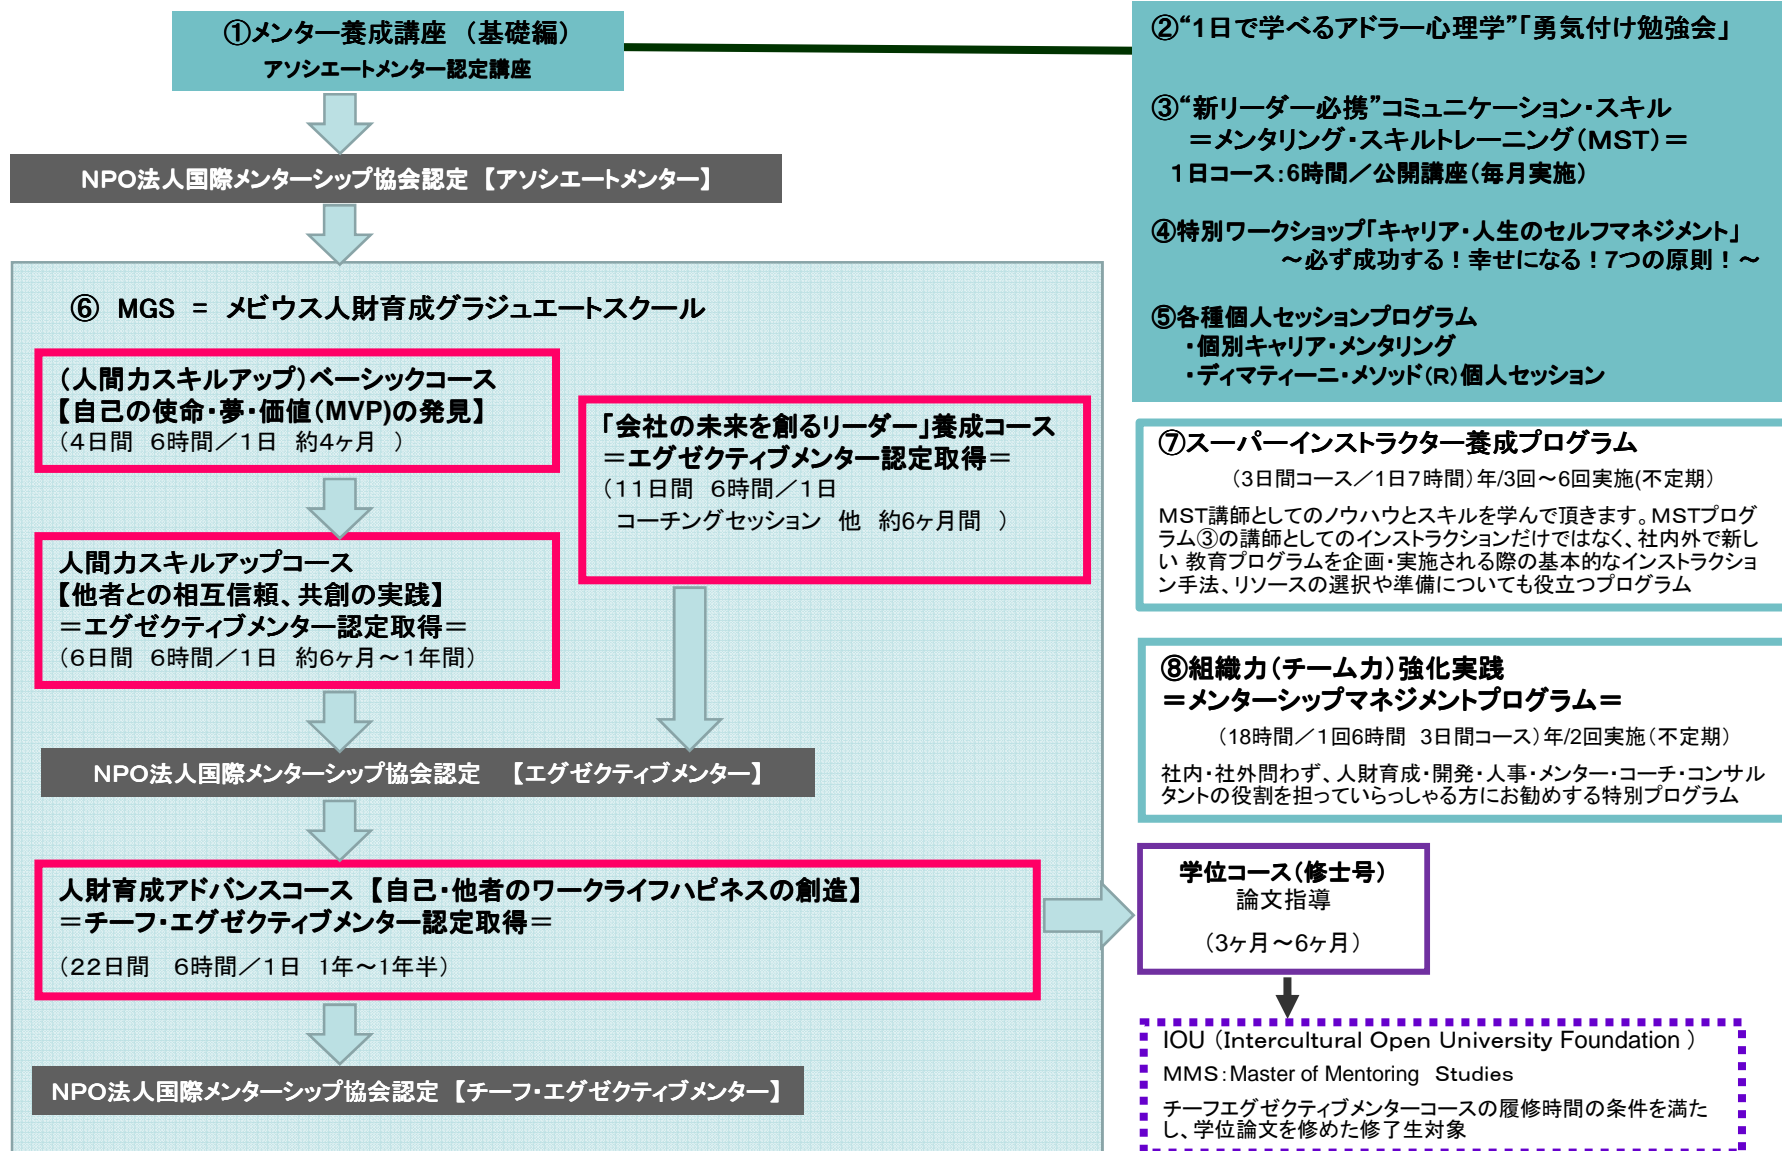 ①メンター養成講座 （基礎編）
アソシエートメンター認定講座
NPO法人国際メンターシップ協会認定 【アソシエートメンター】
⑥ MGS = メビウス人財育成グラジュエートスクール
（人間力スキルアップ）ベーシックコース
【自己の使命・夢・価値（MVP)の発見】
（４日間 6時間／１日 約4ヶ月 ）
「会社の未来を創るリーダー」養成コース
＝エグゼクティブメンター認定取得＝
（１１日間 6時間／１日
コーチングセッション 他 約6ヶ月間 ）
人間力スキルアップコース
【他者との相互信頼、共創の実践】
＝エグゼクティブメンター認定取得＝
（６日間 6時間／１日 約6ヶ月～１年間）
NPO法人国際メンターシップ協会認定 【エグゼクティブメンター】
人財育成アドバンスコース 【自己・他者のワークライフハピネスの創造】
＝チーフ・エグゼクティブメンター認定取得＝
（２２日間 6時間／１日 1年～1年半）
NPO法人国際メンターシップ協会認定 【チーフ・エグゼクティブメンター】
②“1日で学べるアドラー心理学”「勇気付け勉強会」
③“新リーダー必携”コミュニケーション・スキル
＝メンタリング・スキルトレーニング（MST）＝
１日コース：6時間／公開講座（毎月実施）
④特別ワークショップ「キャリア・人生のセルフマネジメント」
～必ず成功する！幸せになる！7つの原則！～
⑤各種個人セッションプログラム
・個別キャリア・メンタリング
・ディマティーニ・メソッド（R）個人セッション
⑦スーパーインストラクター養成プログラム
（3日間コース／1日７時間）年/3回～6回実施(不定期）
ＭＳＴ講師としてのノウハウとスキルを学んで頂きます。ＭＳＴプログ
ラム③の講師としてのインストラクションだけではなく、社内外で新し
い 教育プログラムを企画・実施される際の基本的なインストラクショ
ン手法、リソースの選択や準備についても役立つプログラム
⑧組織力（チーム力）強化実践
＝メンターシップマネジメントプログラム＝
（18時間／１回6時間 3日間コース）年/2回実施（不定期）
社内・社外問わず、人財育成・開発・人事・メンター・コーチ・コンサル
タントの役割を担っていらっしゃる方にお勧めする特別プログラム
学位コース（修士号）
論文指導
（3ヶ月～6ヶ月）
IOU （Intercultural Open University Foundation ）
MMS：Master of Mentoring Studies
チーフエグゼクティブメンターコースの履修時間の条件を満た
し、学位論文を修めた修了生対象